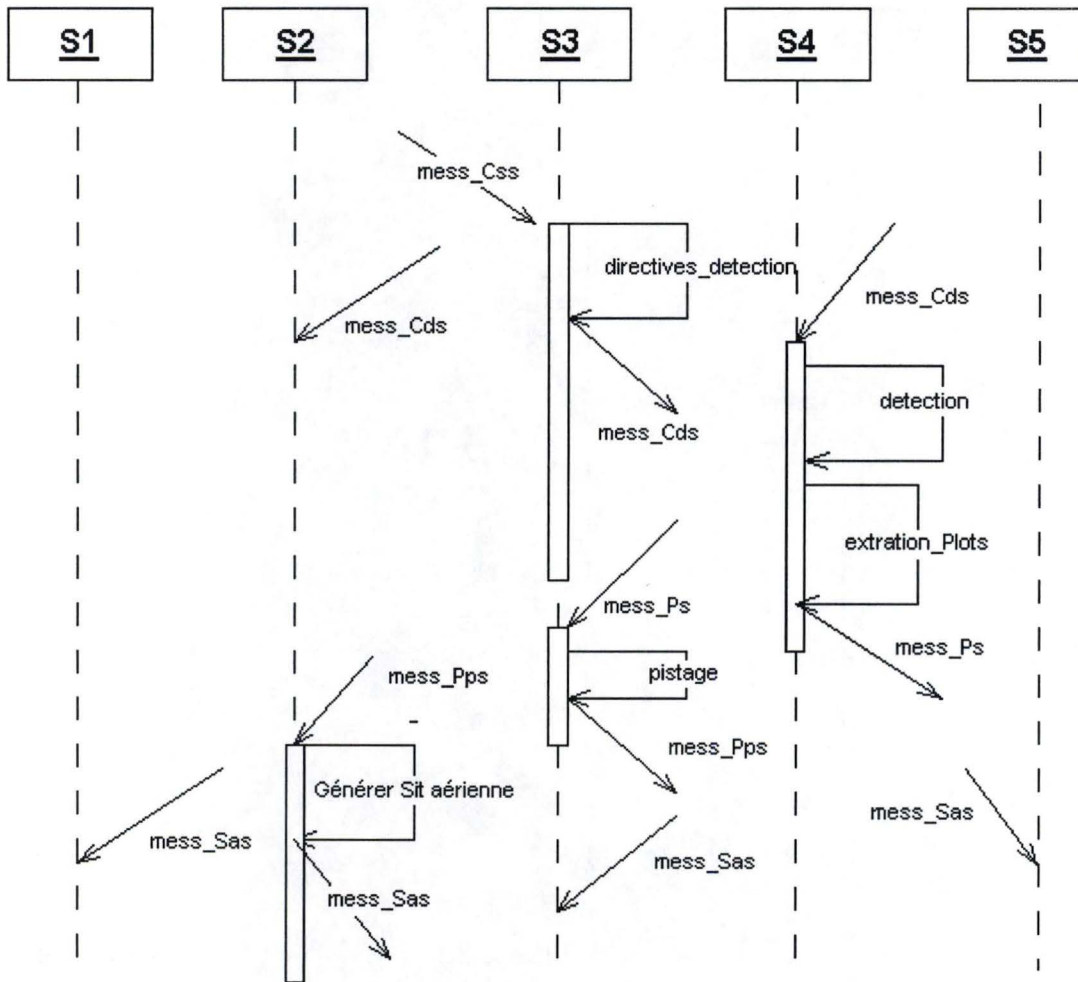 S1
S2
S3
S4
S5
mess_Css
directives_detection
mess_Cds
mess_Cds
detection
mess_Cds
extration_Plots
mess_Ps
mess_Ps
mess_Pps
pistage
mess_Pps
Générer Sit aérienne
mess_Sas
mess_Sas
mess_Sas
mess_Sas